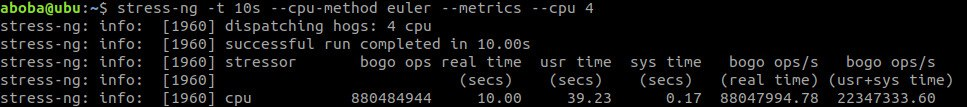 aboba@ubu:~$ stress-ng -t 10s --cpu-method euler --metrics --cpu 4
stress-ng: info:  [1960] dispatching hogs: 4 cpu
stress-ng: info:  [1960] successful run completed in 10.00s
stress-ng: info:  [1960] stressor       bogo ops real time  usr time  sys time   bogo ops/s   bogo ops/s
stress-ng: info:  [1960]                           (secs)    (secs)    (secs)   (real time) (usr+sys time)
stress-ng: info:  [1960] cpu           880484944     10.00     39.23      0.17  88047994.78  22347333.60